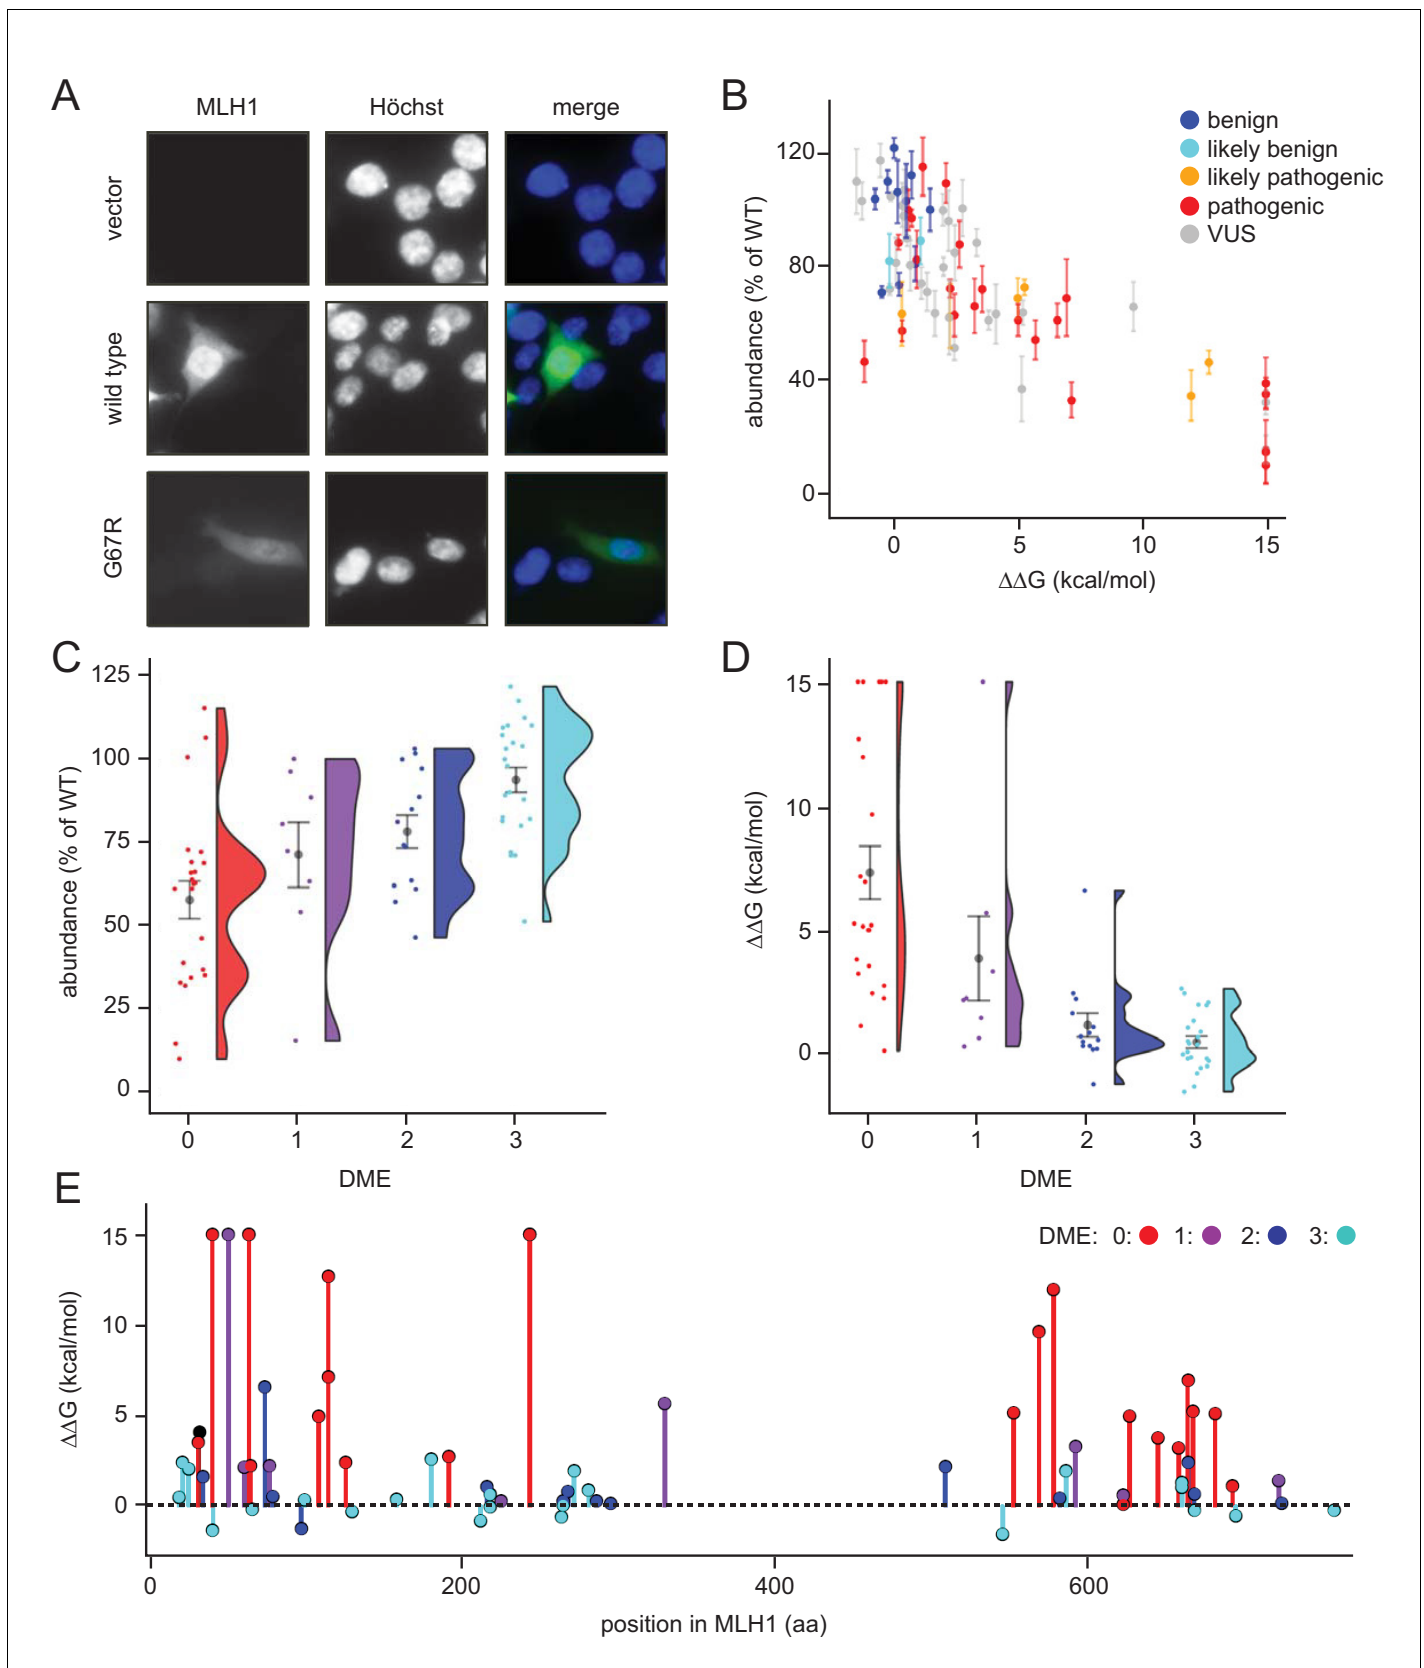 A
MLH1 Höchst merge
vector
wild type
G67R
B
120
80
40
0
abundance (% of WT)
0 5 10 15
ΔΔG (kcal/mol)
benign
likely benign
likely pathogenic
pathogenic
VUS
C
125
100
75
50
25
0
abundance (% of WT)
0 1 2 3
DME
D
15
10
5
0
ΔΔG (kcal/mol)
0 1 2 3
DME
E
DME: 0: 1: 2: 3:
15
10
5
0
ΔΔG (kcal/mol)
0 200 400 600
position in MLH1 (aa)